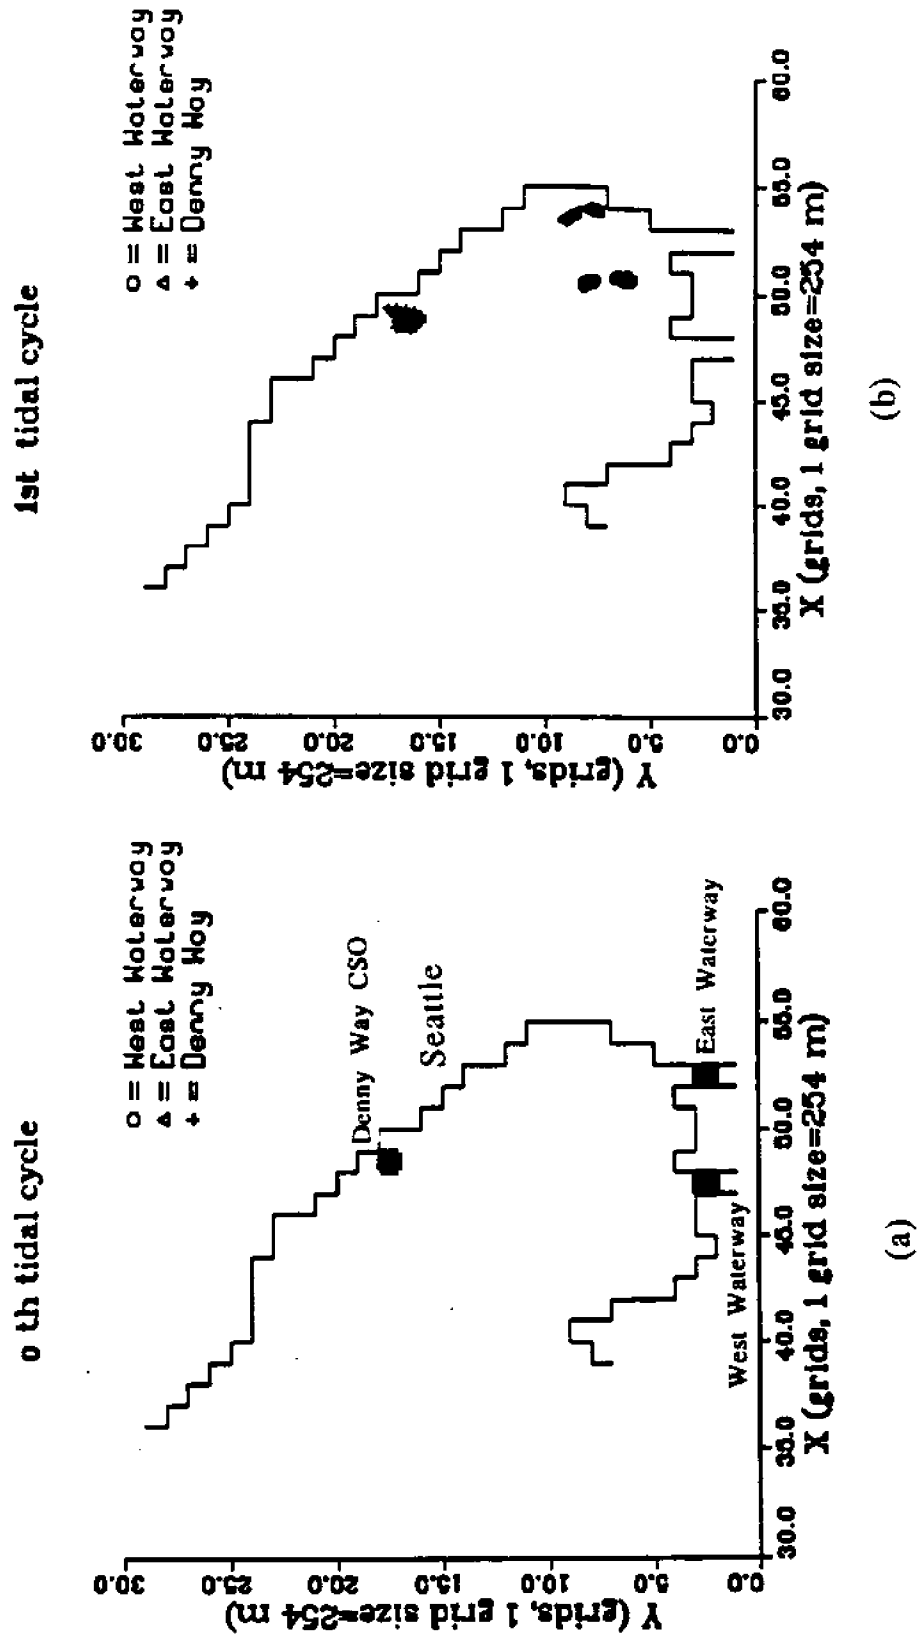 0 th tidal cycle
o = West Waterway
△ = East Waterway
+ = Denny Way
Denny Way CSO
Seattle
West Waterway
East Waterway
30.0
25.0
20.0
15.0
10.0
5.0
0.0
Y (grids, 1 grid size=254 m)
30.0 35.0 40.0 45.0 50.0 55.0 60.0
X (grids, 1 grid size=254 m)
(a)
1st tidal cycle
o = West Waterway
△ = East Waterway
+ = Denny Way
30.0
25.0
20.0
15.0
10.0
5.0
0.0
Y (grids, 1 grid size=254 m)
30.0 35.0 40.0 45.0 50.0 55.0 60.0
X (grids, 1 grid size=254 m)
(b)